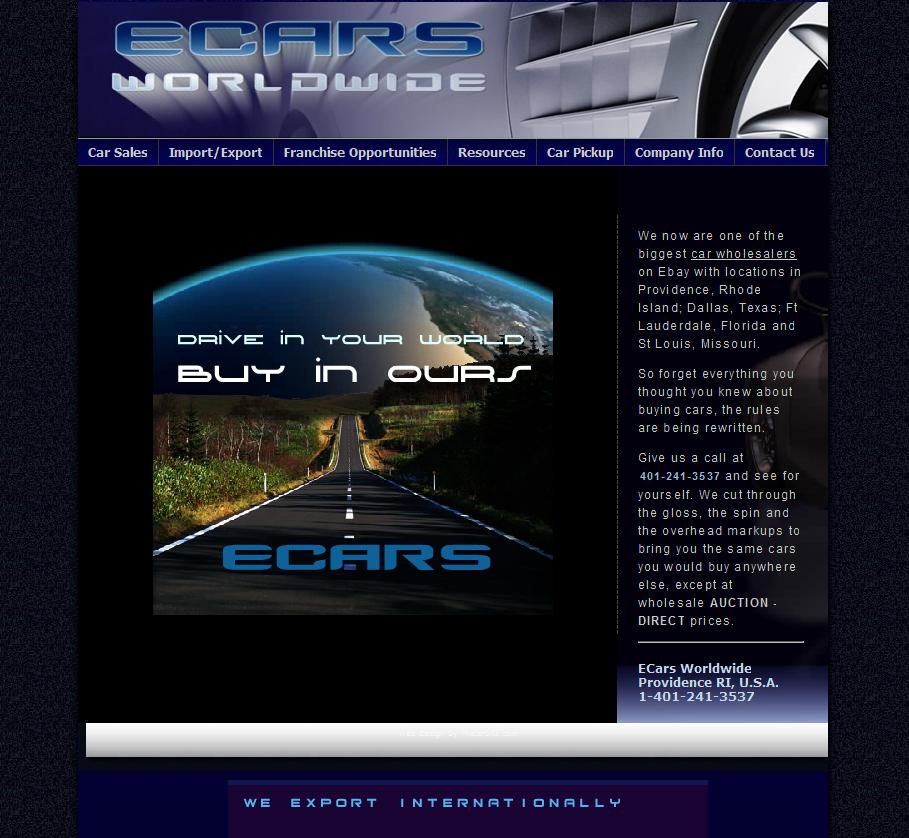 ECARS
WORLDWIDE
Car Sales
Import/Export
Franchise Opportunities
Resources
Car Pickup
Company Info
Contact Us
DRIVE IN YOUR WORLD
BUY IN OURS
ECARS
We now are one of the
biggest car wholesalers
on Ebay with locations in
Providence, Rhode
Island; Dallas, Texas; Ft
Lauderdale, Florida and
St Louis, Missouri.
So forget everything you
thought you knew about
buying cars, the rules
are being rewritten.
Give us a call at
401-241-3537 and see for
yourself. We cut through
the gloss, the spin and
the overhead markups to
bring you the same cars
you would buy anywhere
else, except at
wholesale AUCTION -
DIRECT prices.
ECars Worldwide
Providence RI, U.S.A.
1-401-241-3537
WE EXPORT INTERNATIONALLY